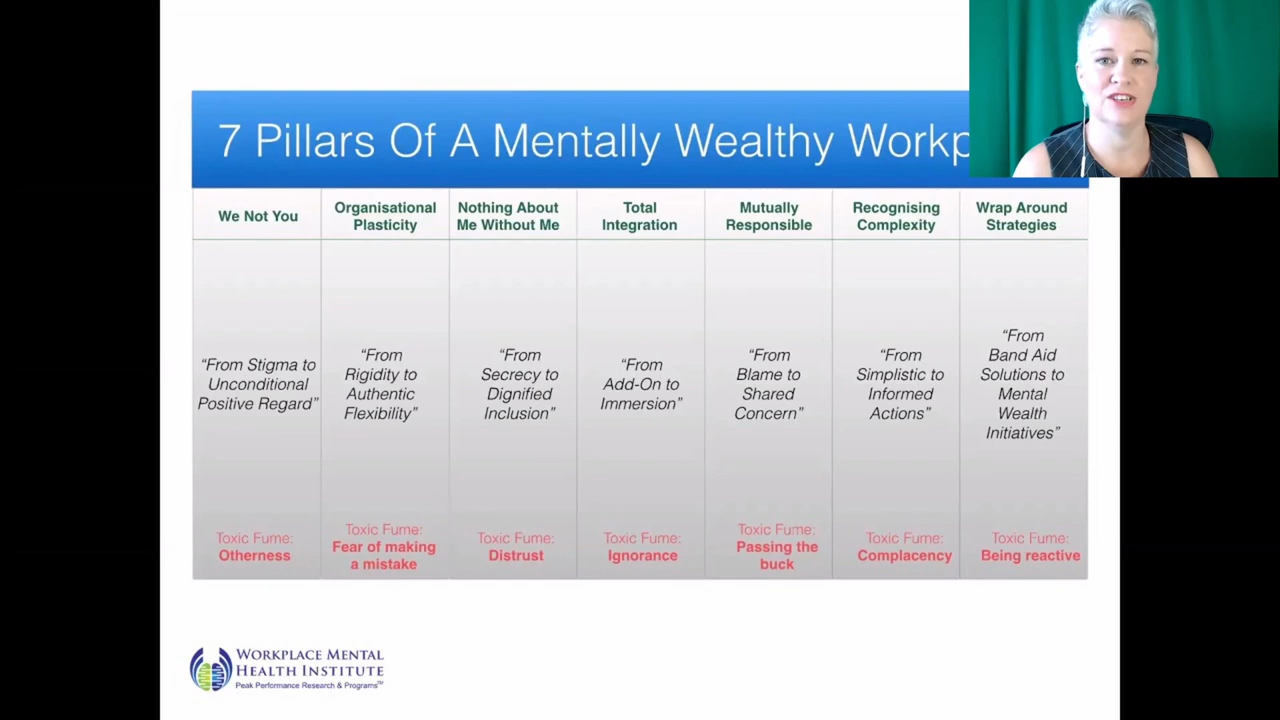 7 Pillars Of A Mentally Wealthy Workp
We Not You
Organisational
Plasticity
Nothing About
Me Without Me
Total
Integration
Mutually
Responsible
Recognising
Complexity
Wrap Around
Strategies
“From Stigma to
Unconditional
Positive Regard”
“From
Rigidity to
Authentic
Flexibility”
“From
Secrecy to
Dignified
Inclusion”
“From
Add-On to
Immersion”
“From
Blame to
Shared
Concern”
“From
Simplistic to
Informed
Actions”
“From
Band Aid
Solutions to
Mental
Wealth
Initiatives”
Toxic Fume:
Otherness
Toxic Fume:
Fear of making
a mistake
Toxic Fume:
Distrust
Toxic Fume:
Ignorance
Toxic Fume:
Passing the
buck
Toxic Fume:
Complacency
Toxic Fume:
Being reactive
WORKPLACE MENTAL
HEALTH INSTITUTE
Peak Performance Research & Programs™